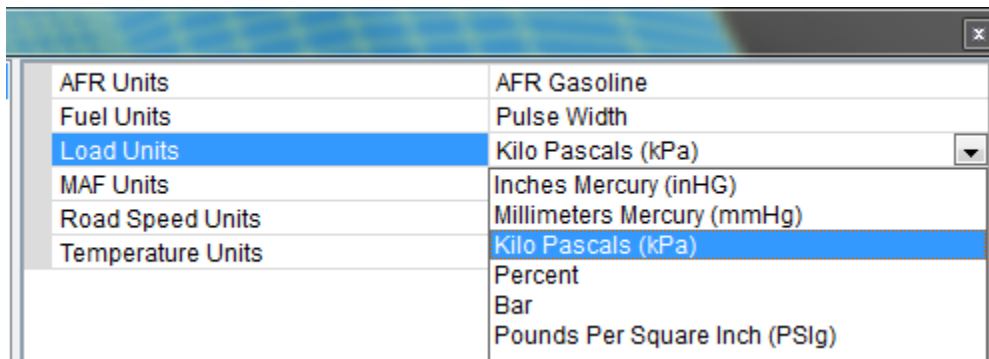 x
AFR Units AFR Gasoline
Fuel Units Pulse Width
Load Units Kilo Pascals (kPa)
MAF Units Inches Mercury (inHG)
Road Speed Units Millimeters Mercury (mmHg)
Temperature Units Kilo Pascals (kPa)
Percent
Bar
Pounds Per Square Inch (PSIg)